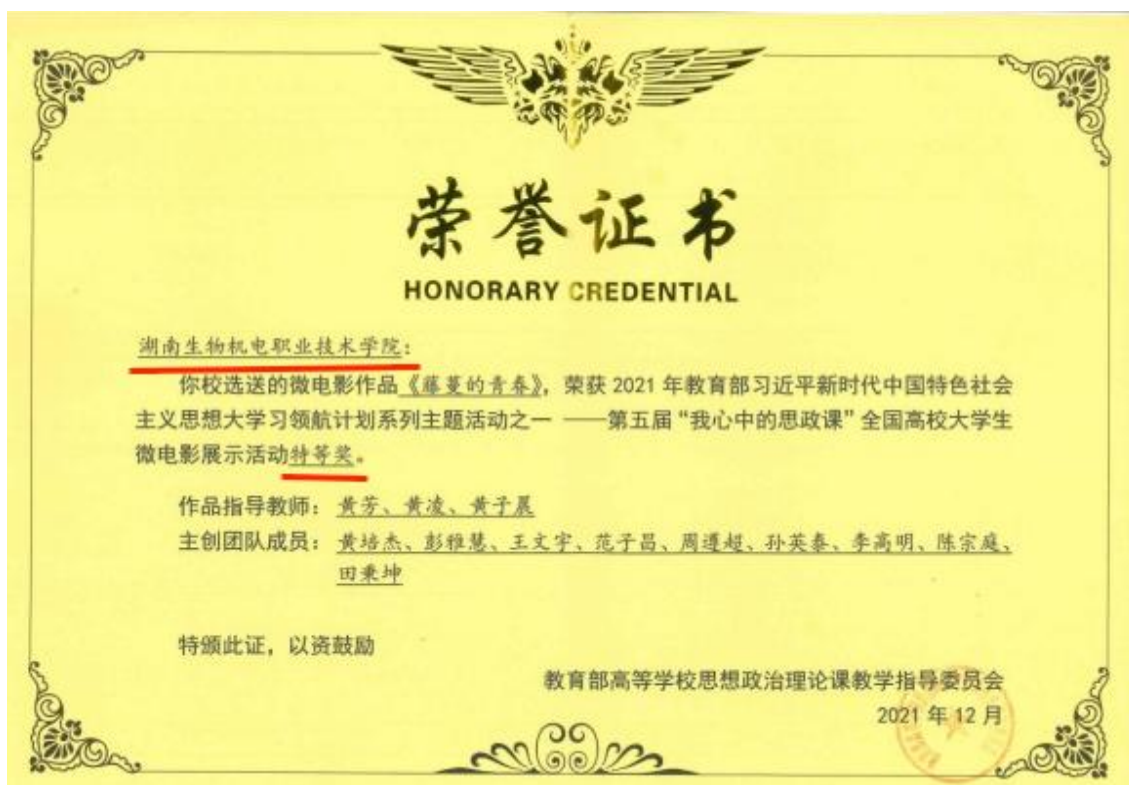 荣誉证书
HONORARY CREDENTIAL
湖南生物机电职业技术学院：
你校选送的微电影作品《藤蔓的青春》，荣获 2021 年教育部习近平新时代中国特色社会
主义思想大学习领航计划系列主题活动之一 ——第五届“我心中的思政课”全国高校大学生
微电影展示活动特等奖。
作品指导教师：黄芳、黄凌、黄子晨
主创团队成员：黄培杰、彭雅慧、王文宇、范子昌、周遵超、孙英泰、李高明、陈宗庭、
田秉坤
特颁此证，以资鼓励
教育部高等学校思想政治理论课教学指导委员会
2021 年 12 月